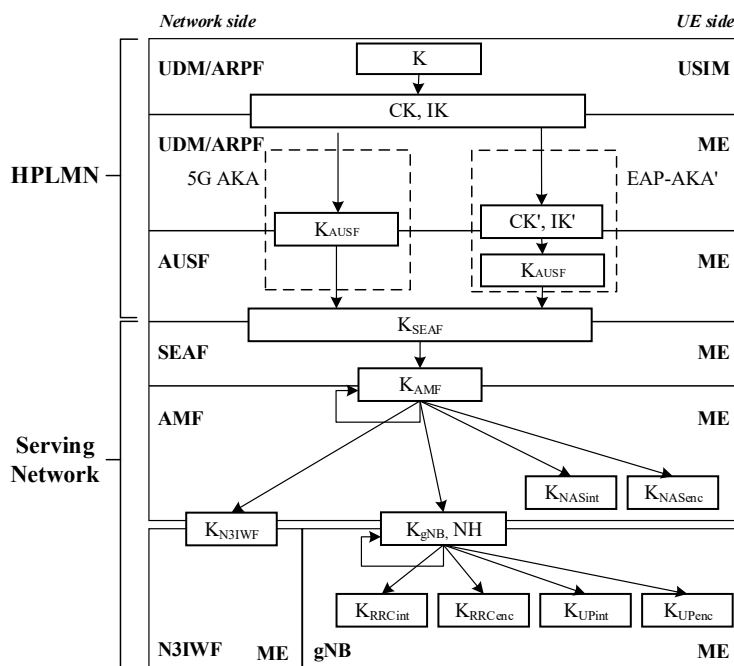 Network side UE side
K
UDM/ARPF USIM
CK, IK
UDM/ARPF ME
5G AKA EAP-AKA'
HPLMN
KAUSF CK', IK'
AUSF KAUSF ME
KSEAF
SEAF ME
KAMF
AMF ME
Serving
Network
KNASint KNASenc
KN3IWF KgNB, NH
KRRCint KRRCenc KUPint KUPenc
N3IWF ME gNB ME